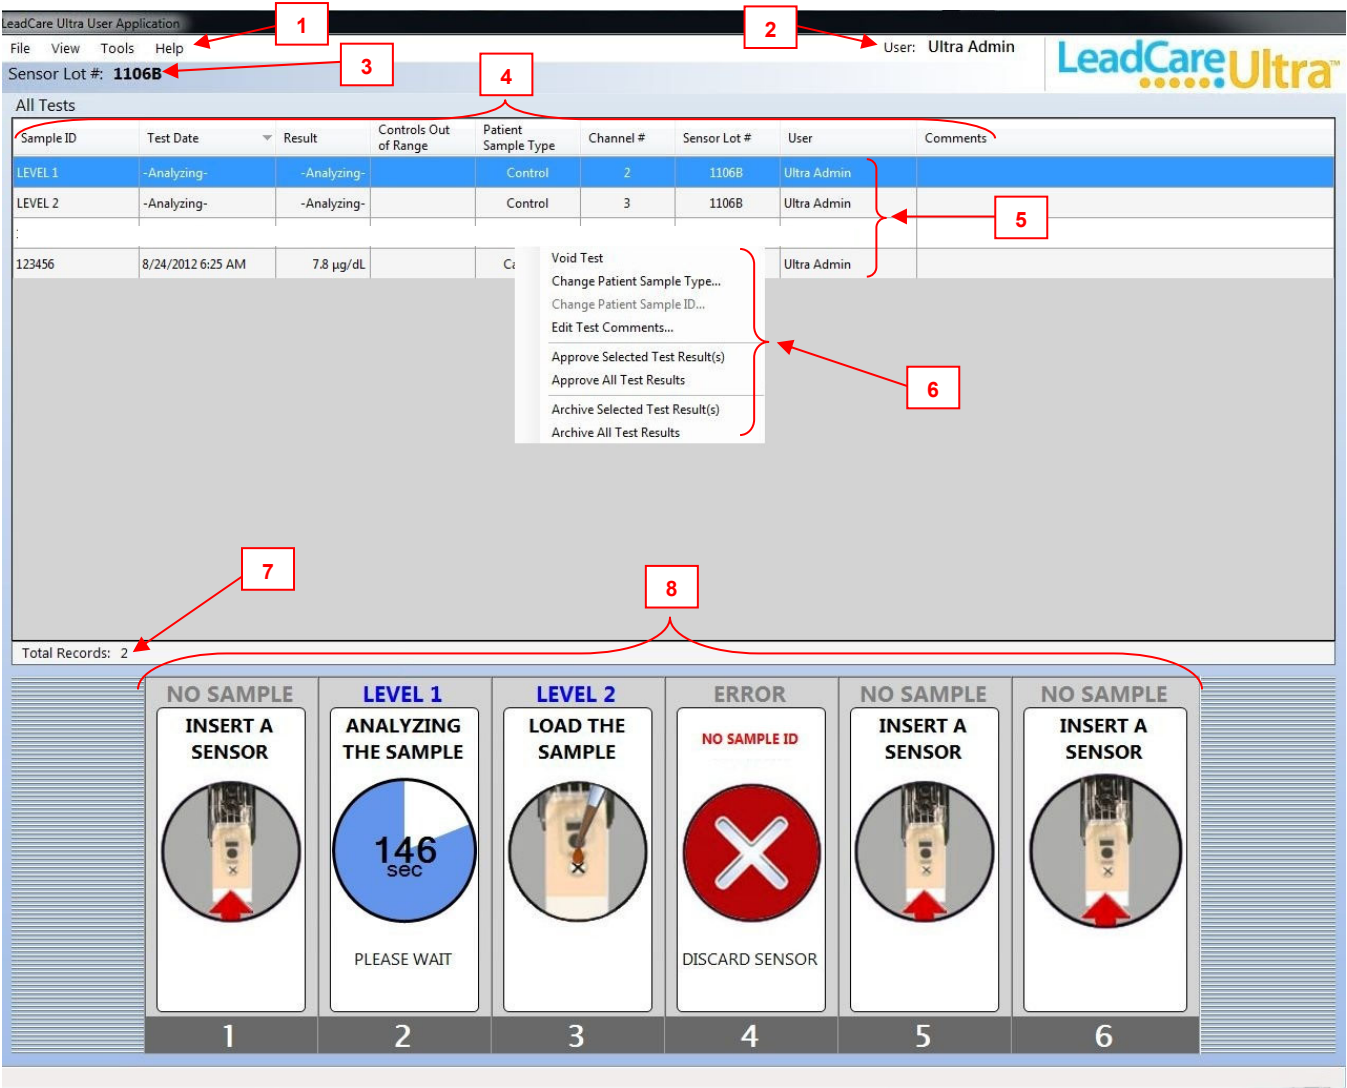 LeadCare Ultra User Application
1
2
File View Tools Help
User: Ultra Admin
LeadCare Ultra™
Sensor Lot #: 1106B
3
4
All Tests
Sample ID Test Date Result Controls Out of Range Patient Sample Type Channel # Sensor Lot # User Comments
LEVEL 1 -Analyzing- -Analyzing- Control 2 1106B Ultra Admin
LEVEL 2 -Analyzing- -Analyzing- Control 3 1106B Ultra Admin
5
:
123456 8/24/2012 6:25 AM 7.8 µg/dL Ca Ultra Admin
Void Test
Change Patient Sample Type...
Change Patient Sample ID...
Edit Test Comments...
Approve Selected Test Result(s)
Approve All Test Results
6
Archive Selected Test Result(s)
Archive All Test Results
7
8
Total Records: 2
NO SAMPLE LEVEL 1 LEVEL 2 ERROR NO SAMPLE NO SAMPLE
INSERT A ANALYZING LOAD THE NO SAMPLE ID INSERT A INSERT A
SENSOR THE SAMPLE SAMPLE SENSOR SENSOR
146
sec
PLEASE WAIT DISCARD SENSOR
1 2 3 4 5 6